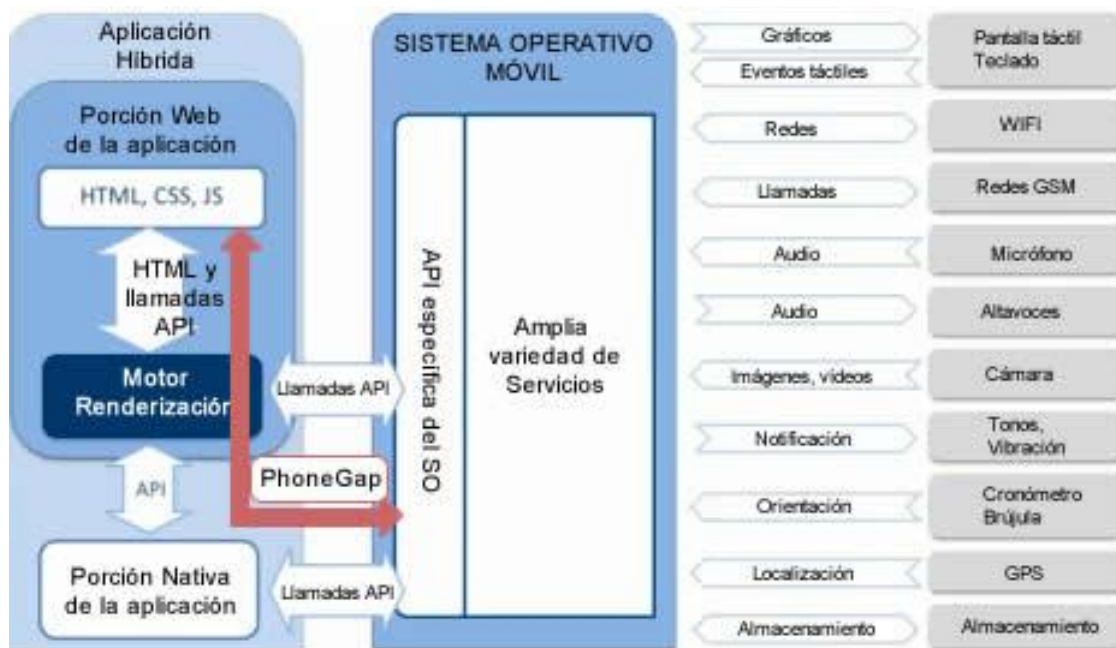 Aplicación
Híbrida
Porción Web
de la aplicación
HTML, CSS, JS
HTML y
llamadas
API
Motor
Renderización
API
Porción Nativa
de la aplicación
Llamadas API
PhoneGap
Llamadas API
SISTEMA OPERATIVO
MÓVIL
API específica del SO
Amplia
variedad de
Servicios
Gráficos
Eventos táctiles
Pantalla táctil
Teclado
Redes
WIFI
Llamadas
Redes GSM
Audio
Micrófono
Audio
Altavoces
Imágenes, vídeos
Cámara
Notificación
Tonos,
Vibración
Orientación
Cronómetro
Brújula
Localización
GPS
Almacenamiento
Almacenamiento